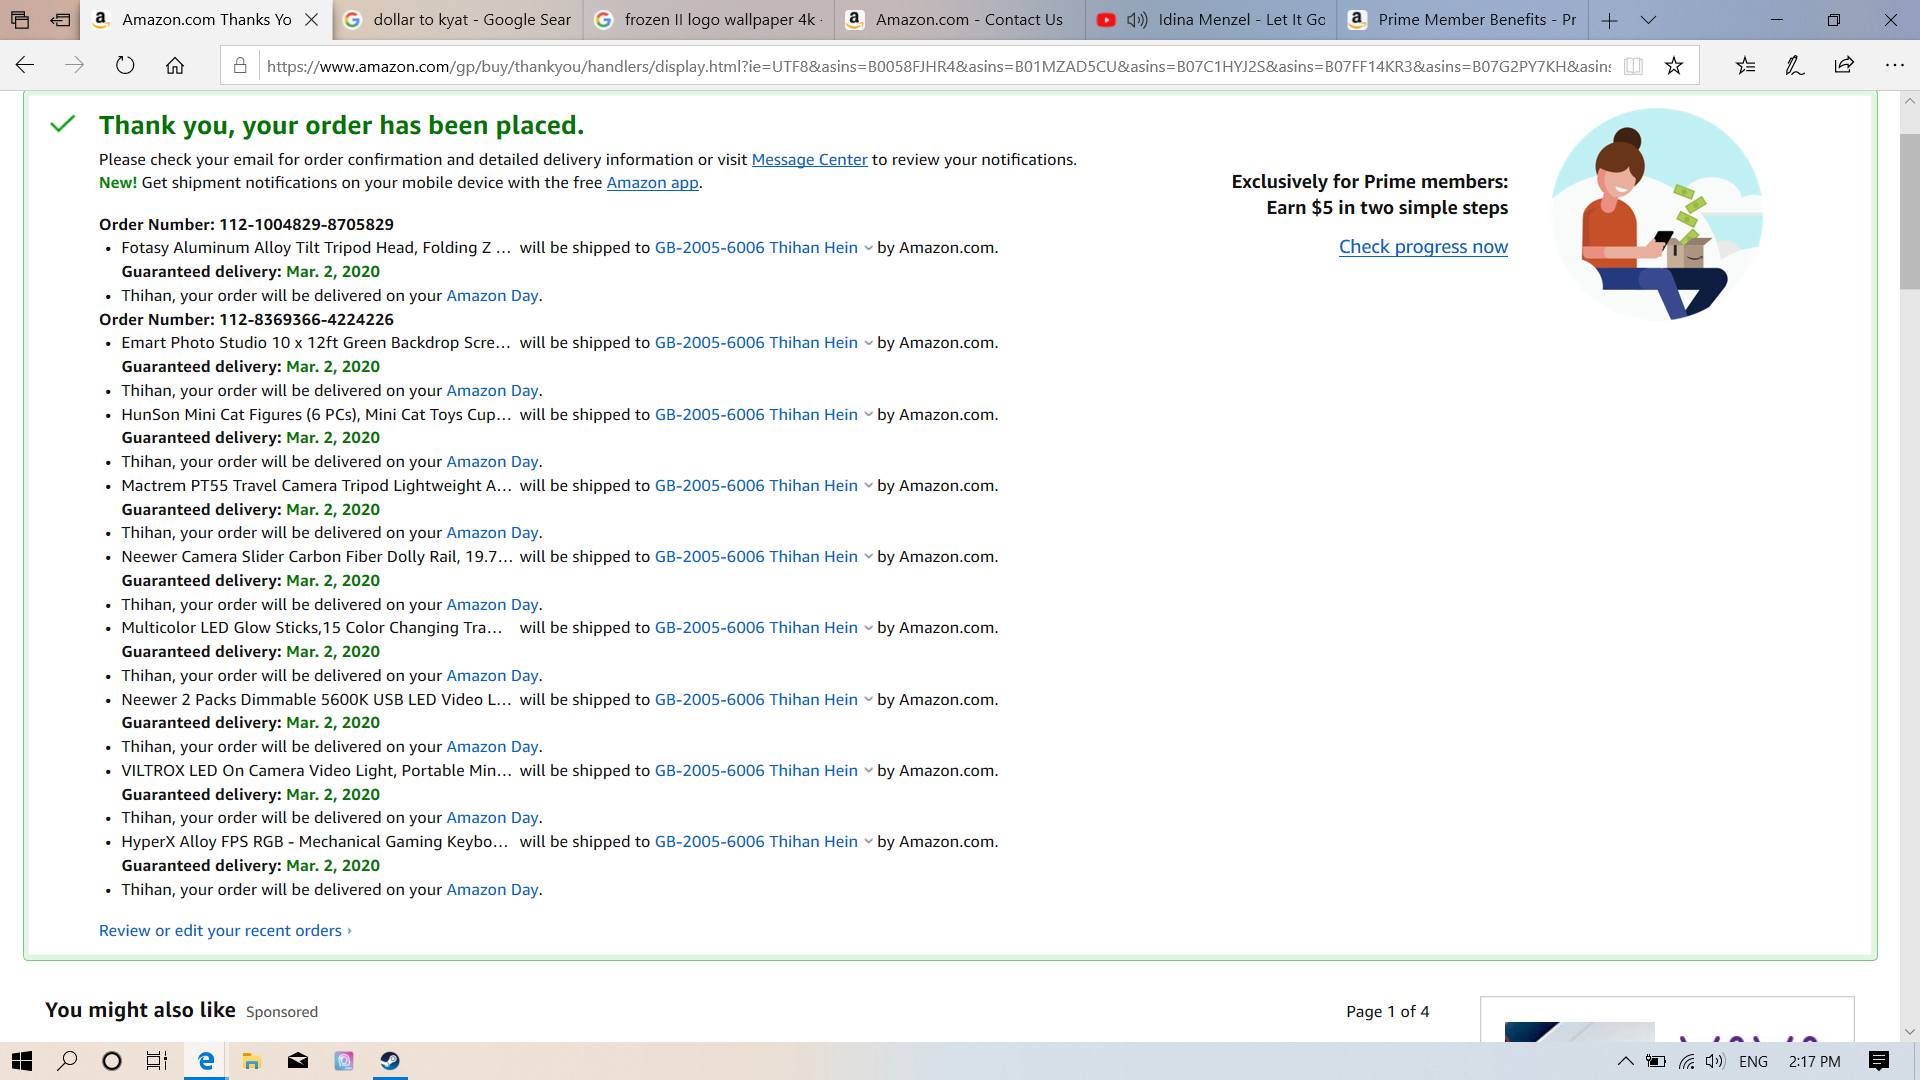 Amazon.com Thanks Yo
dollar to kyat - Google Sear
frozen II logo wallpaper 4k -
Amazon.com - Contact Us
Idina Menzel - Let It Go
Prime Member Benefits - Pr
https://www.amazon.com/gp/buy/thankyou/handlers/display.html?ie=UTF8&asins=B0058FJHR4&asins=B01MZAD5CU&asins=B07C1HYJ2S&asins=B07FF14KR3&asins=B07G2PY7KH&asins
Thank you, your order has been placed.
Please check your email for order confirmation and detailed delivery information or visit Message Center to review your notifications.
New! Get shipment notifications on your mobile device with the free Amazon app.
Exclusively for Prime members:
Earn $5 in two simple steps
Check progress now
Order Number: 112-1004829-8705829
Fotasy Aluminum Alloy Tilt Tripod Head, Folding Z ... will be shipped to GB-2005-6006 Thihan Hein by Amazon.com.
Guaranteed delivery: Mar. 2, 2020
Thihan, your order will be delivered on your Amazon Day.
Order Number: 112-8369366-4224226
Emart Photo Studio 10 x 12ft Green Backdrop Scre... will be shipped to GB-2005-6006 Thihan Hein by Amazon.com.
Guaranteed delivery: Mar. 2, 2020
Thihan, your order will be delivered on your Amazon Day.
HunSon Mini Cat Figures (6 PCs), Mini Cat Toys Cup... will be shipped to GB-2005-6006 Thihan Hein by Amazon.com.
Guaranteed delivery: Mar. 2, 2020
Thihan, your order will be delivered on your Amazon Day.
Mactrem PT55 Travel Camera Tripod Lightweight A... will be shipped to GB-2005-6006 Thihan Hein by Amazon.com.
Guaranteed delivery: Mar. 2, 2020
Thihan, your order will be delivered on your Amazon Day.
Neewer Camera Slider Carbon Fiber Dolly Rail, 19.7... will be shipped to GB-2005-6006 Thihan Hein by Amazon.com.
Guaranteed delivery: Mar. 2, 2020
Thihan, your order will be delivered on your Amazon Day.
Multicolor LED Glow Sticks,15 Color Changing Tra... will be shipped to GB-2005-6006 Thihan Hein by Amazon.com.
Guaranteed delivery: Mar. 2, 2020
Thihan, your order will be delivered on your Amazon Day.
Neewer 2 Packs Dimmable 5600K USB LED Video L... will be shipped to GB-2005-6006 Thihan Hein by Amazon.com.
Guaranteed delivery: Mar. 2, 2020
Thihan, your order will be delivered on your Amazon Day.
VILTROX LED On Camera Video Light, Portable Min... will be shipped to GB-2005-6006 Thihan Hein by Amazon.com.
Guaranteed delivery: Mar. 2, 2020
Thihan, your order will be delivered on your Amazon Day.
HyperX Alloy FPS RGB - Mechanical Gaming Keybo... will be shipped to GB-2005-6006 Thihan Hein by Amazon.com.
Guaranteed delivery: Mar. 2, 2020
Thihan, your order will be delivered on your Amazon Day.
Review or edit your recent orders ›
You might also like Sponsored
Page 1 of 4
ENG
2:17 PM